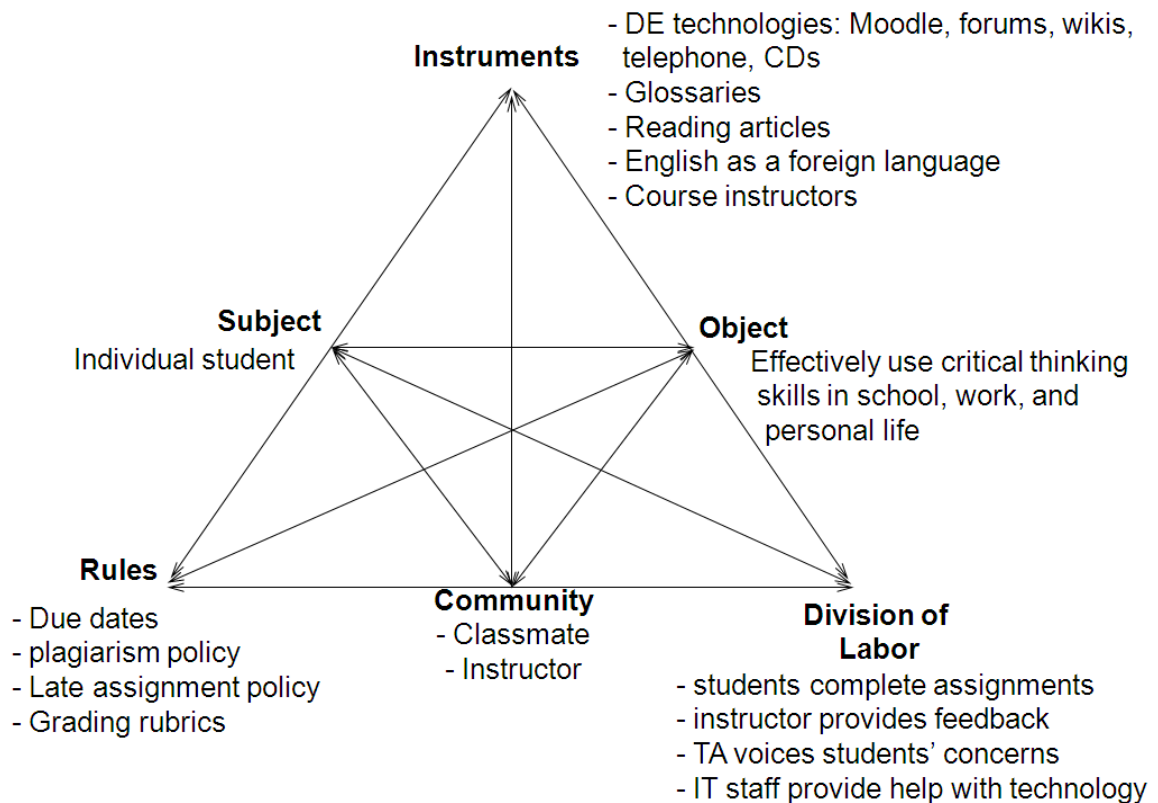 Instruments
- DE technologies: Moodle, forums, wikis,
telephone, CDs
- Glossaries
- Reading articles
- English as a foreign language
- Course instructors
Subject
Individual student
Object
Effectively use critical thinking
skills in school, work, and
personal life
Rules
- Due dates
- plagiarism policy
- Late assignment policy
- Grading rubrics
Community
- Classmate
- Instructor
Division of
Labor
- students complete assignments
- instructor provides feedback
- TA voices students’ concerns
- IT staff provide help with technology